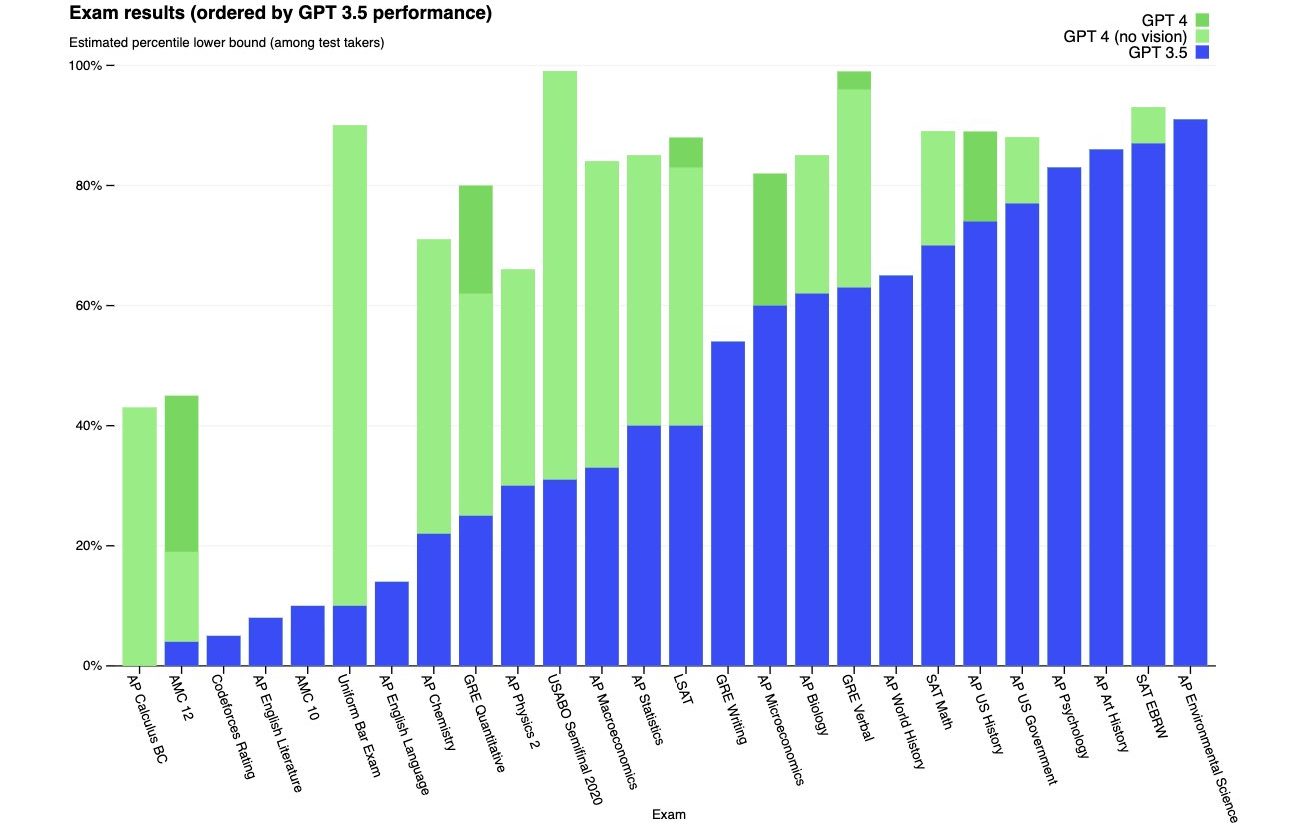 Exam results (ordered by GPT 3.5 performance)
Estimated percentile lower bound (among test takers)
GPT 4
GPT 4 (no vision)
GPT 3.5
100%
80%
60%
40%
20%
0%
AP Calculus BC
AMC 12
Codeforces Rating
AP English Literature
AMC 10
Uniform Bar Exam
AP English Language
AP Chemistry
GRE Quantitative
AP Physics 2
USABO Semifinal 2020
AP Macroeconomics
AP Statistics
LSAT
GRE Writing
AP Microeconomics
AP Biology
GRE Verbal
AP World History
SAT Math
AP US History
AP US Government
AP Psychology
AP Art History
SAT EBRW
AP Environmental Science
Exam